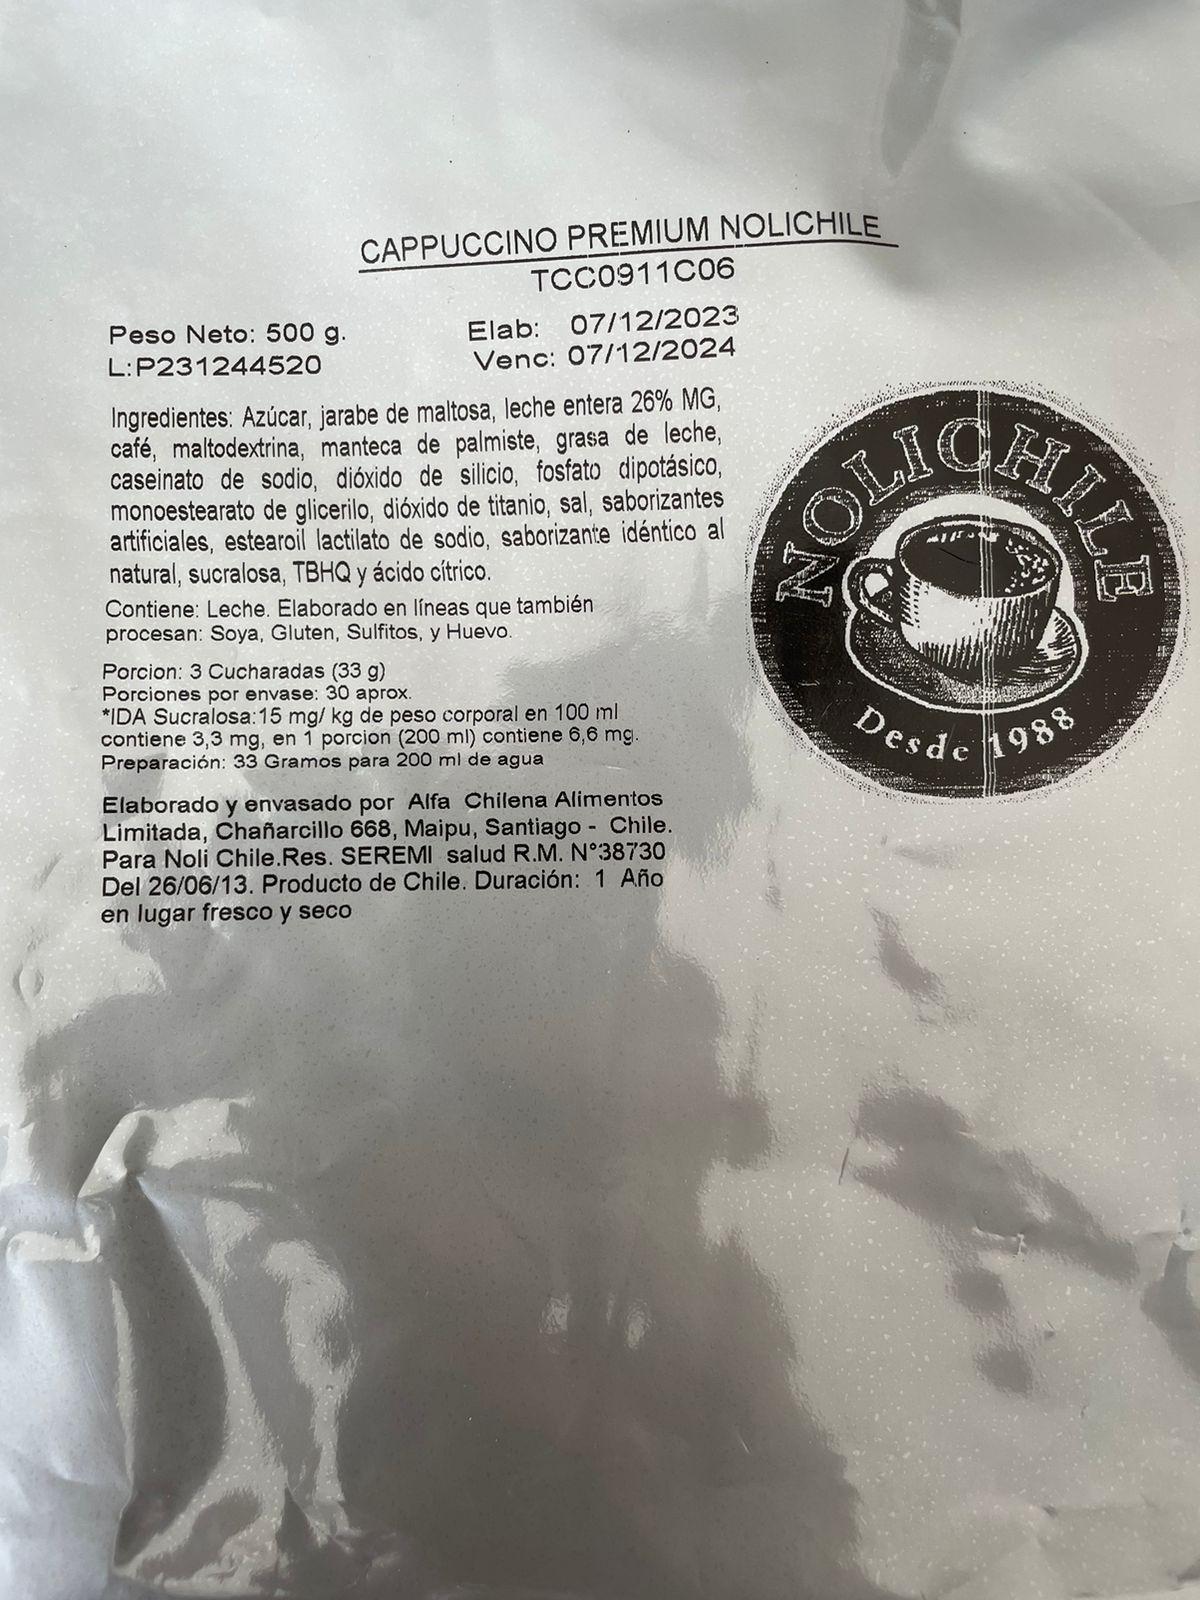 CAPPUCCINO PREMIUM NOLICHILE
TCC0911C06
Peso Neto: 500 g.
L:P231244520
Elab: 07/12/2023
Venc: 07/12/2024
Ingredientes: Azúcar, jarabe de maltosa, leche entera 26% MG,
café, maltodextrina, manteca de palmiste, grasa de leche,
caseinato de sodio, dióxido de silicio, fosfato dipotásico,
monoestearato de glicerilo, dióxido de titanio, sal, saborizantes
artificiales, estearoil lactilato de sodio, saborizante idéntico al
natural, sucralosa, TBHQ y ácido cítrico.
Contiene: Leche. Elaborado en líneas que también
procesan: Soya, Gluten, Sulfitos, y Huevo.
Porcion: 3 Cucharadas (33 g)
Porciones por envase: 30 aprox.
*IDA Sucralosa:15 mg/ kg de peso corporal en 100 ml
contiene 3,3 mg, en 1 porcion (200 ml) contiene 6,6 mg.
Preparación: 33 Gramos para 200 ml de agua
Elaborado y envasado por Alfa Chilena Alimentos
Limitada, Chañarcillo 668, Maipu, Santiago - Chile.
Para Noli Chile.Res. SEREMI salud R.M. N°38730
Del 26/06/13. Producto de Chile. Duración: 1 Año
en lugar fresco y seco
NOLICHILE
Desde 1988